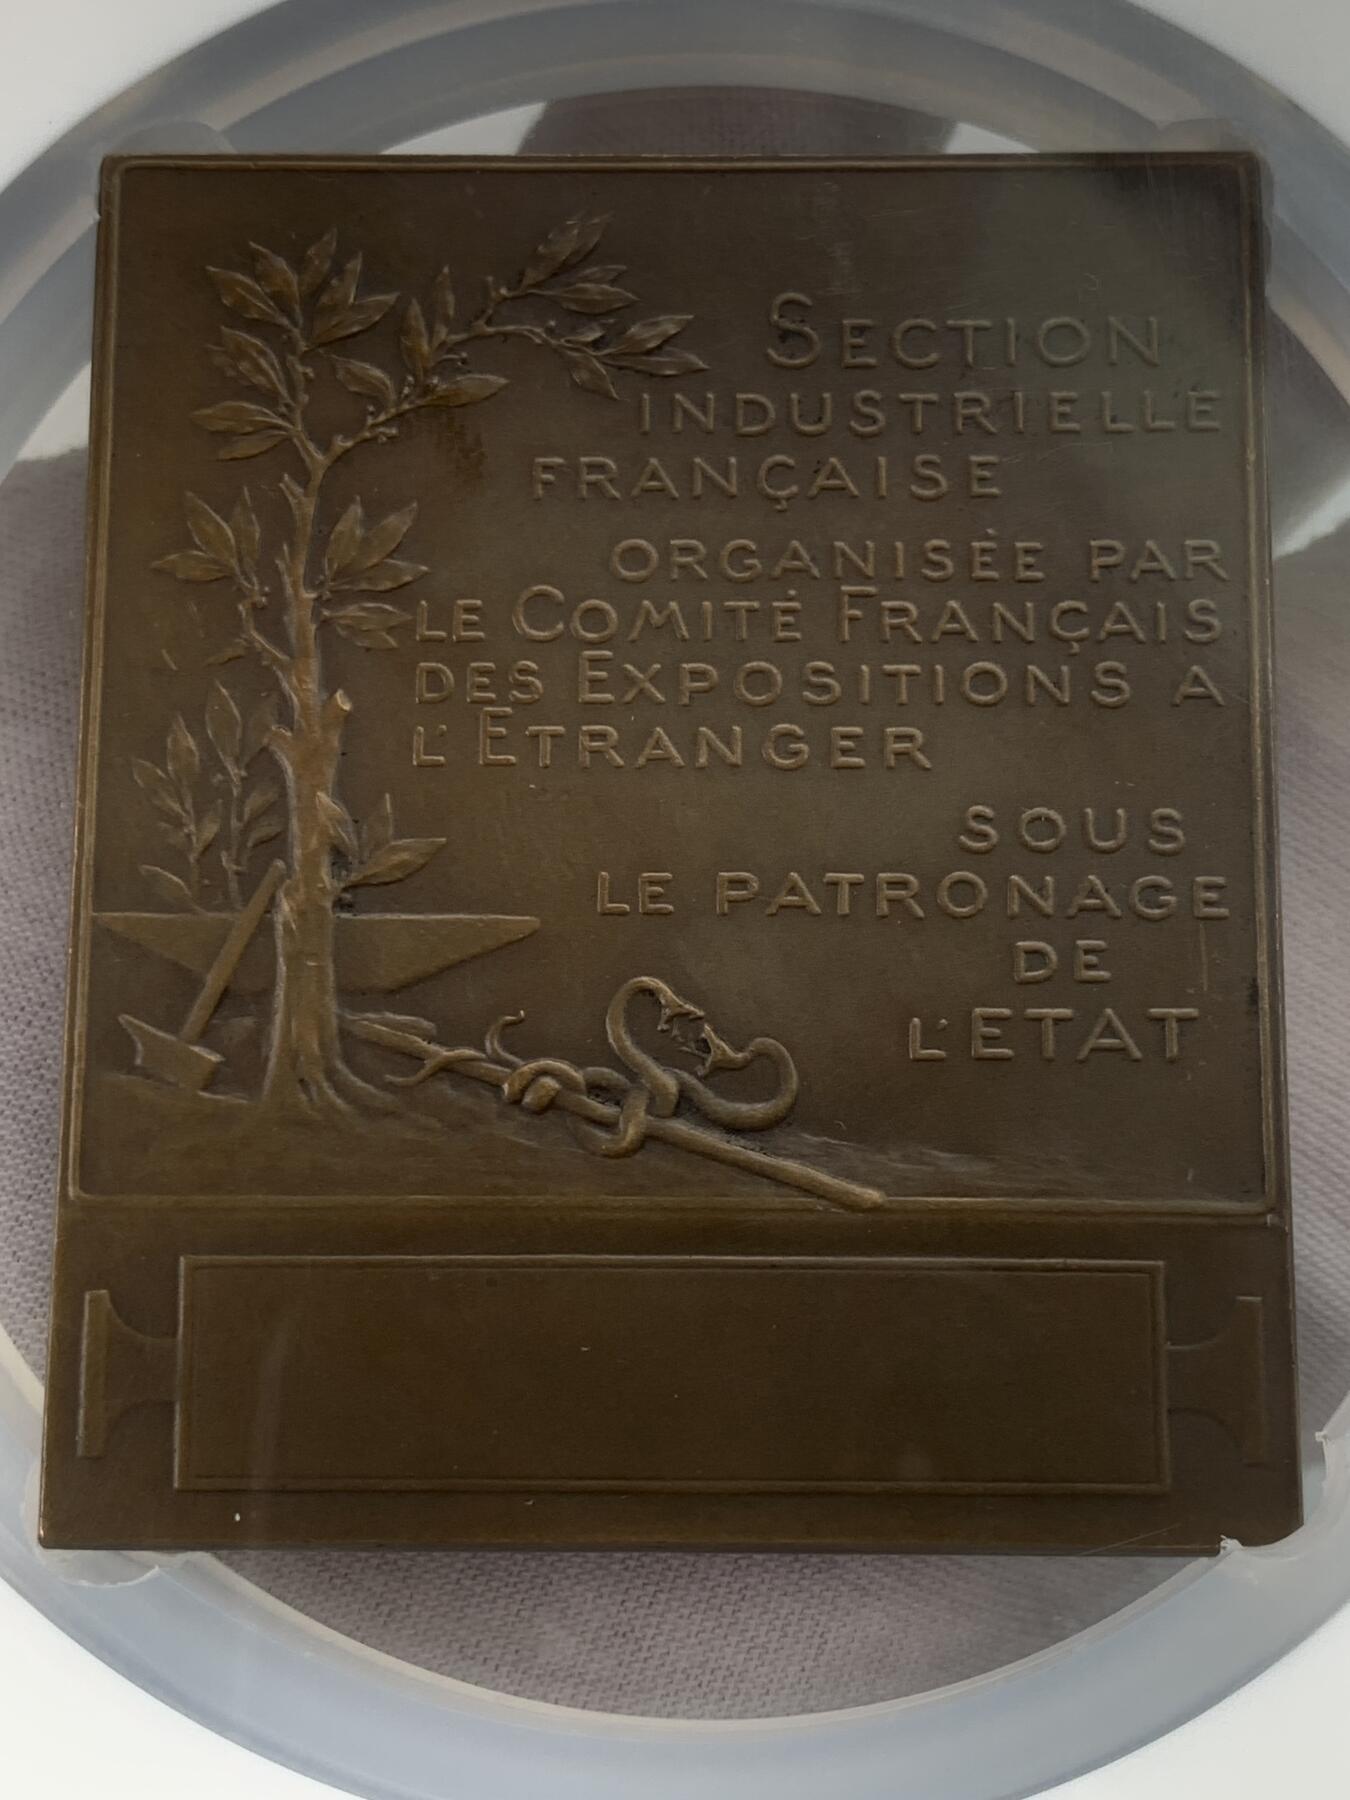 SECTION
INDUSTRIELLE
FRANÇAISE
ORGANISÉE PAR
LE COMITÉ FRANÇAIS
DES EXPOSITIONS A
L'ETRANGER
SOUS
LE PATRONAGE
DE
L'ETAT